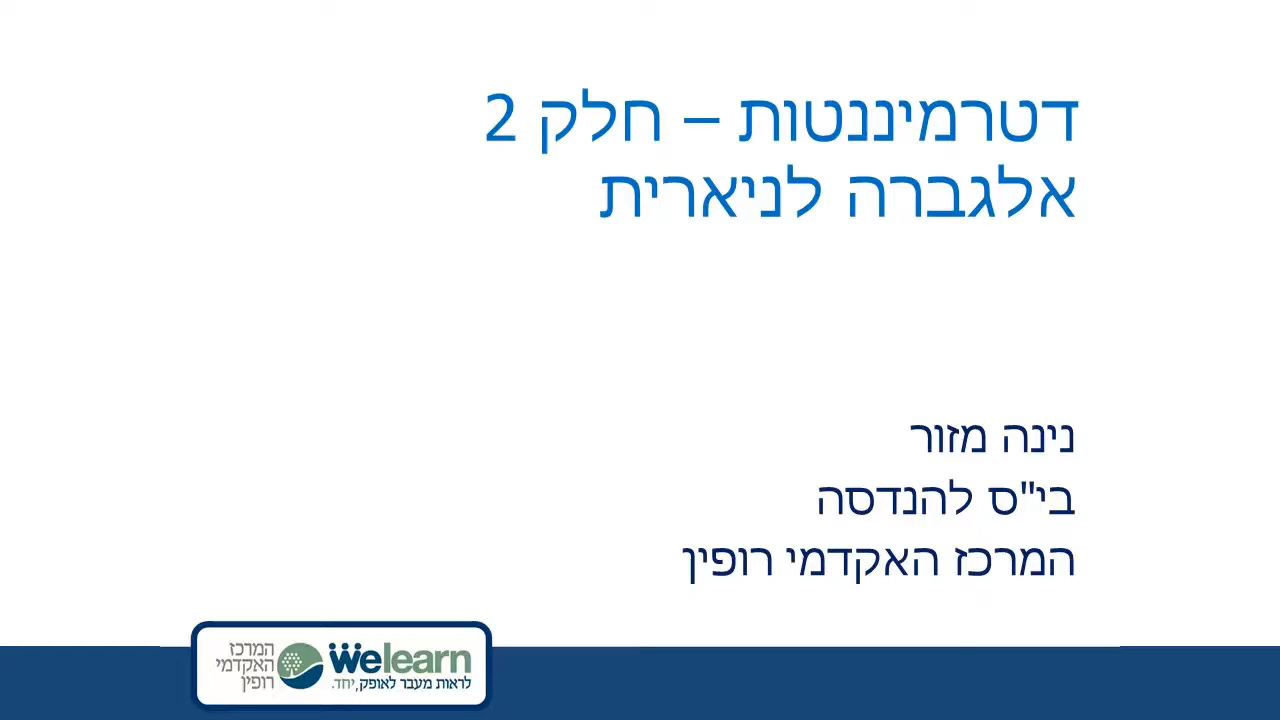 דטרמיננטות – חלק 2
אלגברה לניארית
נינה מזור
בי"ס להנדסה
המרכז האקדמי רופין
המרכז
האקדמי
רופין
Welearn
לראות מעבר לאופק,יחד.